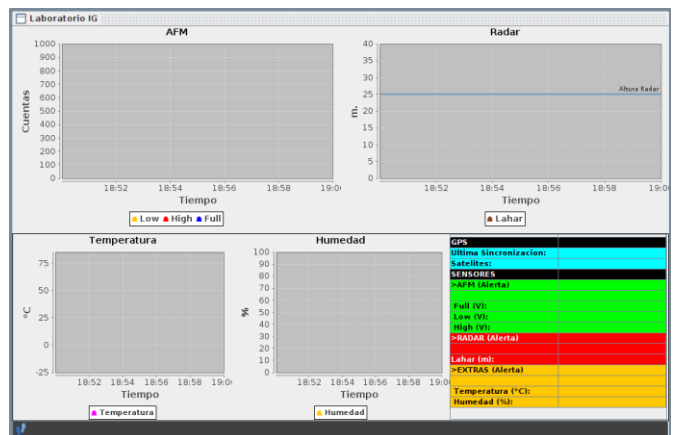 Laboratorio IG
AFM
1000
900
800
700
600
500
400
300
200
100
0
Cuentas
18:52 18:54 18:56 18:58 19:0
Tiempo
Low High Full
Radar
40
35
30
25
20
15
10
5
0
m.
Altura Radar
18:52 18:54 18:56 18:58 19:0
Tiempo
Lahar
Temperatura
75
50
25
0
-25
°C
18:52 18:54 18:56 18:58 19:0
Tiempo
Temperatura
Humedad
100
90
80
70
60
50
40
30
20
10
0
%
18:52 18:54 18:56 18:58 19:0
Tiempo
Humedad
GPS
Ultima Sincronizacion:
Satelites:
SENSORES
>AFM (Alerta)
Full (V):
Low (V):
High (V):
>RADAR (Alerta)
Lahar (m):
>EXTRAS (Alerta)
Temperatura (°C):
Humedad (%):